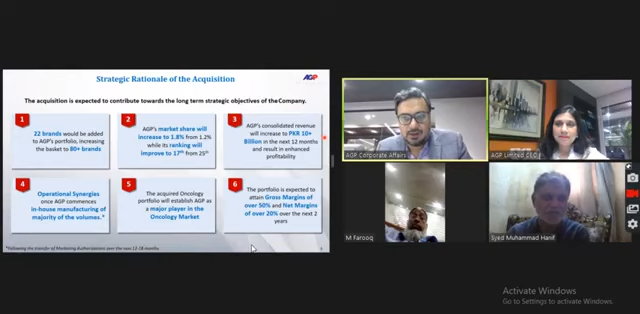 Strategic Rationale of the Acquisition
AGP
The acquisition is expected to contribute towards the long term strategic objectives of the Company.
1
22 brands would be added
to AGP's portfolio, increasing
the basket to 80+ brands
2
AGP's market share will
increase to 1.8% from 1.2%
while its ranking will
improve to 17th from 25th
3
AGP's consolidated revenue
will increase to PKR 10+
Billion in the next 12 months
and result in enhanced
profitability
4
Operational Synergies
once AGP commences
in-house manufacturing of
majority of the volumes.*
5
The acquired Oncology
portfolio will establish AGP as
a major player in the
Oncology Market
6
The portfolio is expected to
attain Gross Margins of
over 50% and Net Margins
of over 20% over the next 2
years
*Following the transfer of Marketing Authorizations over the next 12-18 months
AGP Corporate Affairs
AGP Limited CEO
M Farooq
Syed Muhammad Hanif
Activate Windows
Go to Settings to activate Windows.